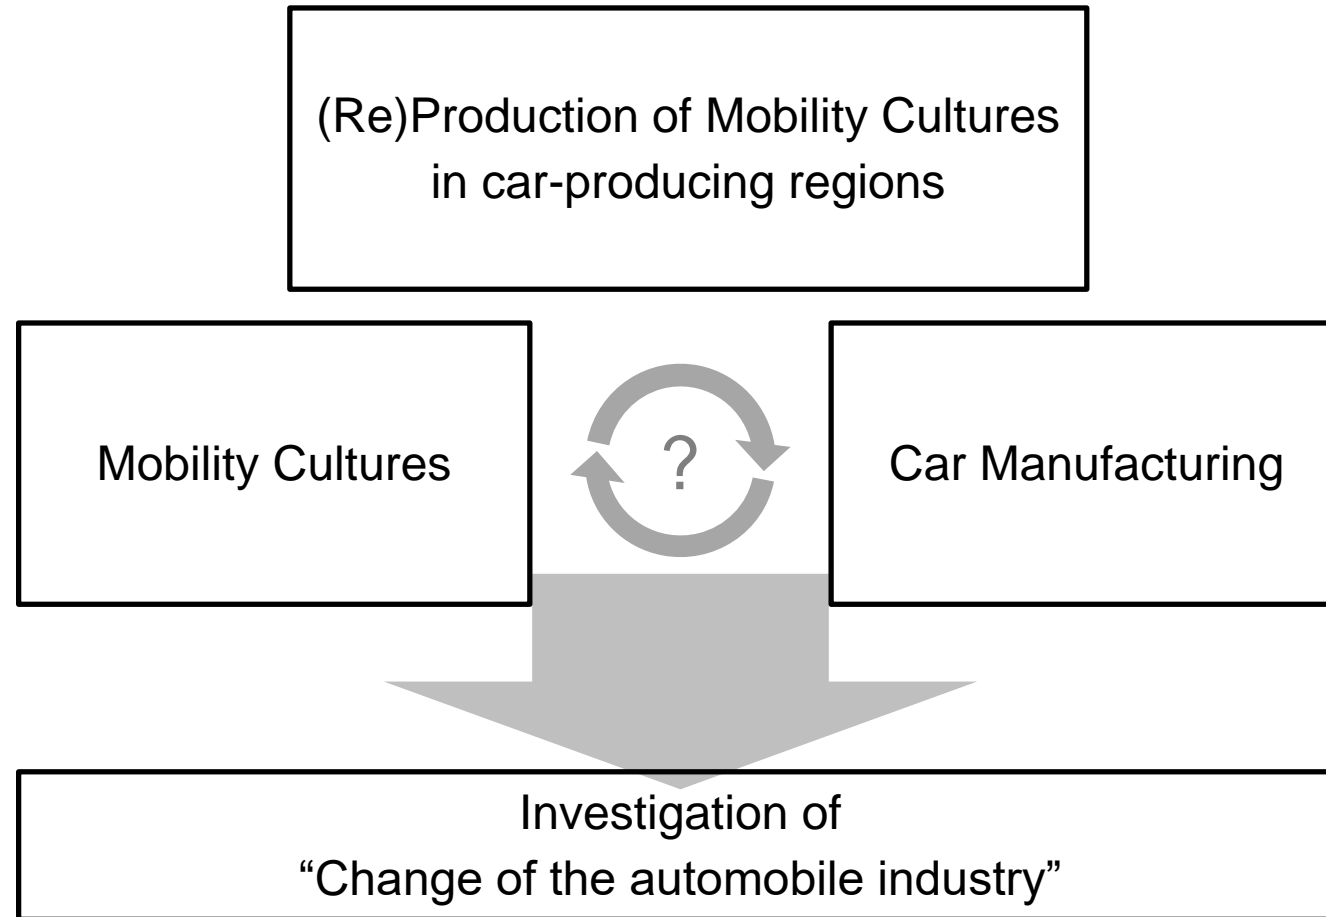 (Re)Production of Mobility Cultures
in car-producing regions
Mobility Cultures
?
Car Manufacturing
Investigation of
“Change of the automobile industry”